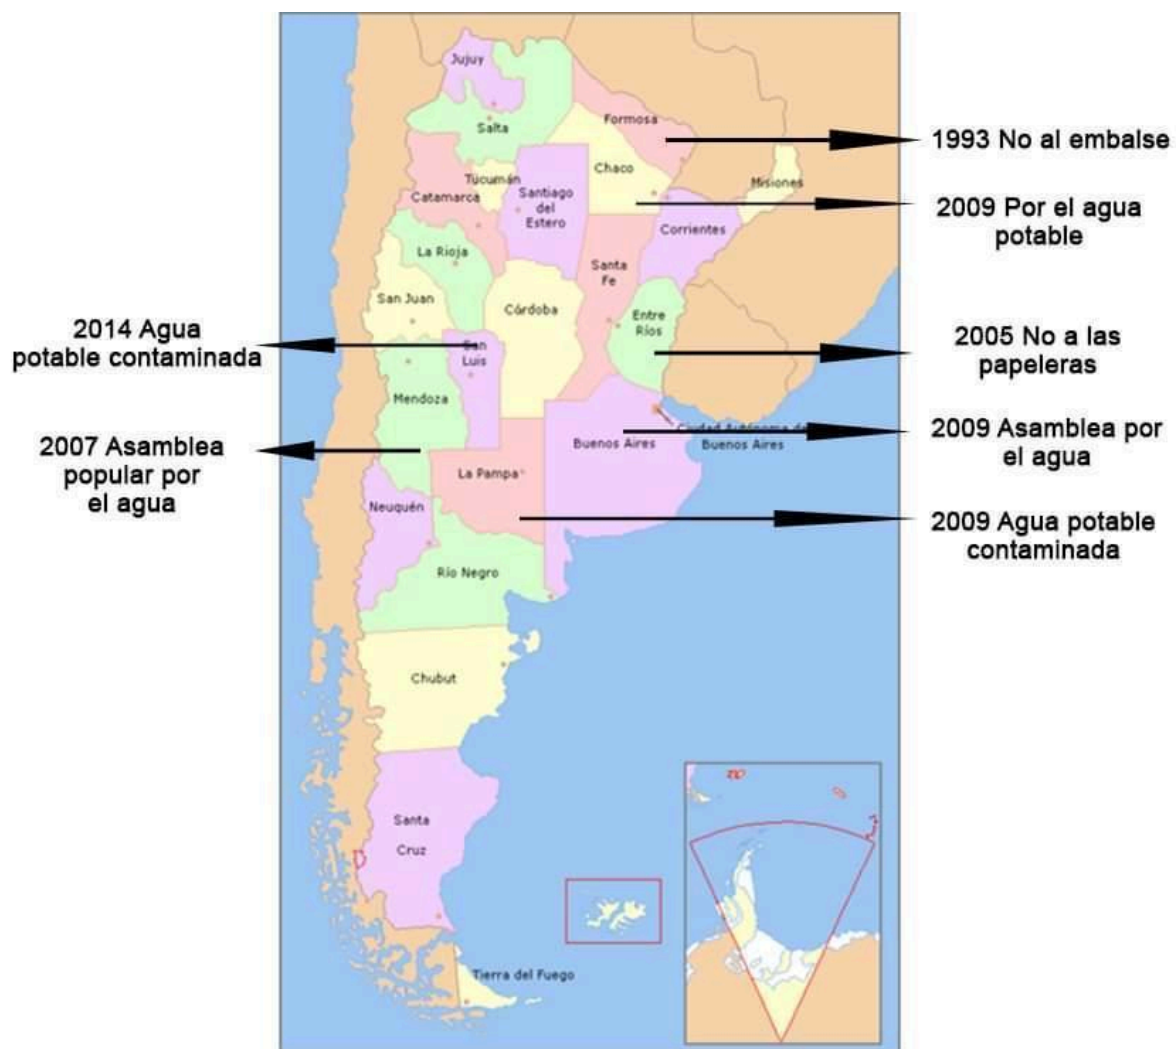 Jujuy
Salta
Formosa
1993 No al embalse
Chaco
Tucumán
Misiones
Catamarca
Santiago
del
Estero
2009 Por el agua
potable
Corrientes
La Rioja
Santa
Fe
San Juan
Córdoba
Entre
Ríos
2014 Agua
potable contaminada
San
Luis
2005 No a las
papeleras
Mendoza
Ciudad Autónoma de
Buenos Aires
Buenos Aires
2009 Asamblea por
el agua
2007 Asamblea
popular por
el agua
La Pampa
Neuquén
2009 Agua potable
contaminada
Río Negro
Chubut
Santa
Cruz
Tierra del Fuego